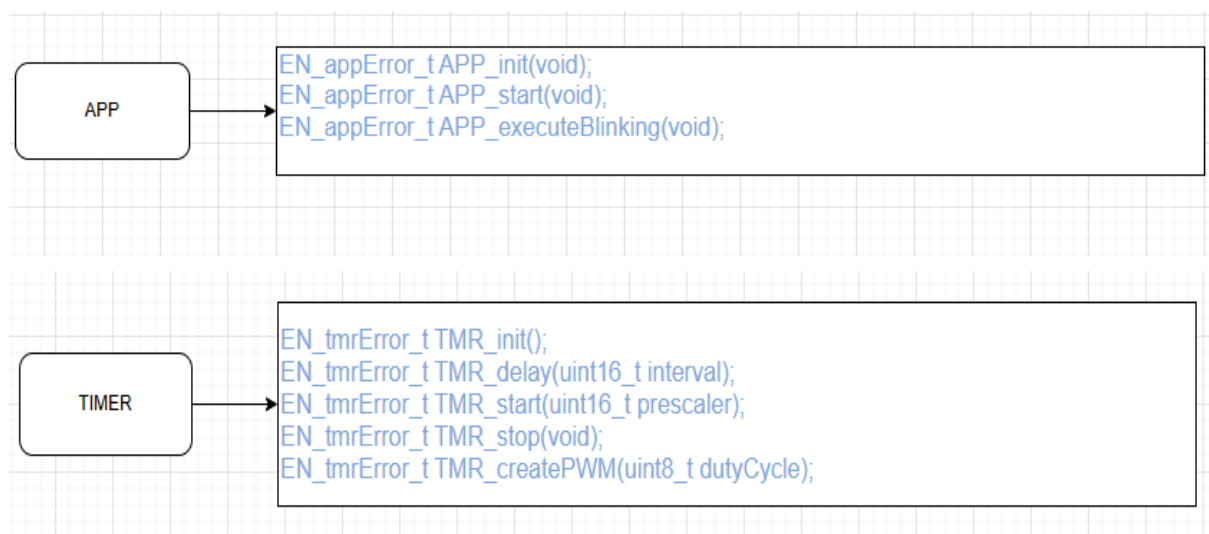 APP
EN_appError_t APP_init(void);
EN_appError_t APP_start(void);
EN_appError_t APP_executeBlinking(void);
TIMER
EN_tmrError_t TMR_init();
EN_tmrError_t TMR_delay(uint16_t interval);
EN_tmrError_t TMR_start(uint16_t prescaler);
EN_tmrError_t TMR_stop(void);
EN_tmrError_t TMR_createPWM(uint8_t dutyCycle);